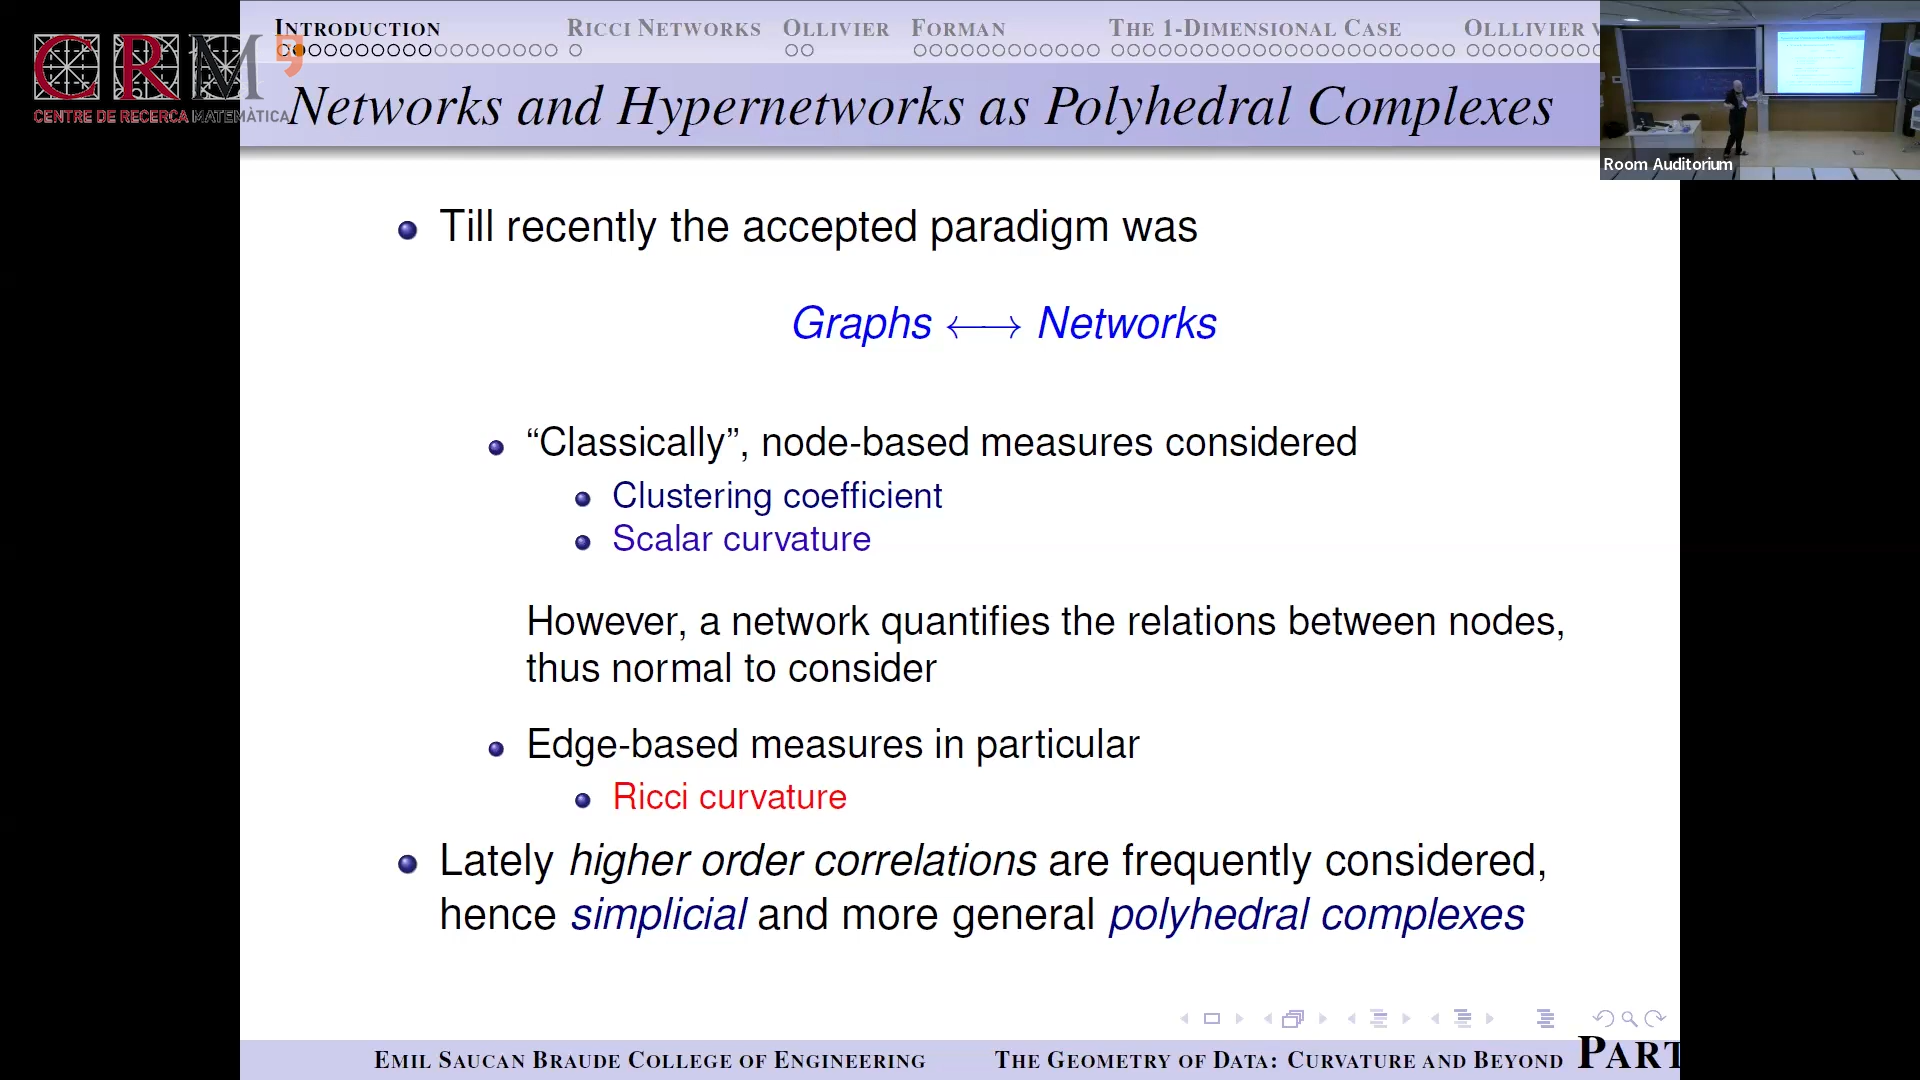 INTRODUCTION RICCI NETWORKS OLLIVIER FORMAN THE 1-DIMENSIONAL CASE OLLLIVIER V
CRM
CENTRE DE RECERCA MATEMÀTICA
Networks and Hypernetworks as Polyhedral Complexes
Room Auditorium
Till recently the accepted paradigm was
Graphs ⟷ Networks
“Classically”, node-based measures considered
Clustering coefficient
Scalar curvature
However, a network quantifies the relations between nodes,
thus normal to consider
Edge-based measures in particular
Ricci curvature
Lately higher order correlations are frequently considered,
hence simplicial and more general polyhedral complexes
EMIL SAUCAN BRAUDE COLLEGE OF ENGINEERING THE GEOMETRY OF DATA: CURVATURE AND BEYOND PART